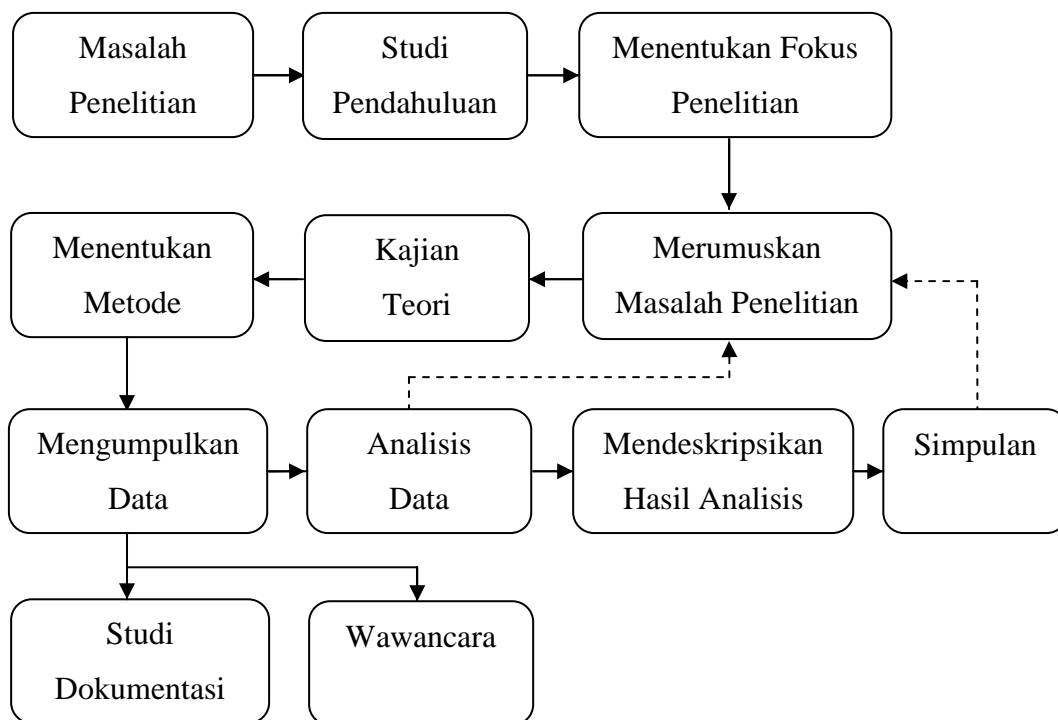 Masalah
Penelitian
Studi
Pendahuluan
Menentukan Fokus
Penelitian
Menentukan
Metode
Kajian
Teori
Merumuskan
Masalah Penelitian
Mengumpulkan
Data
Analisis
Data
Mendeskripsikan
Hasil Analisis
Simpulan
Studi
Dokumentasi
Wawancara